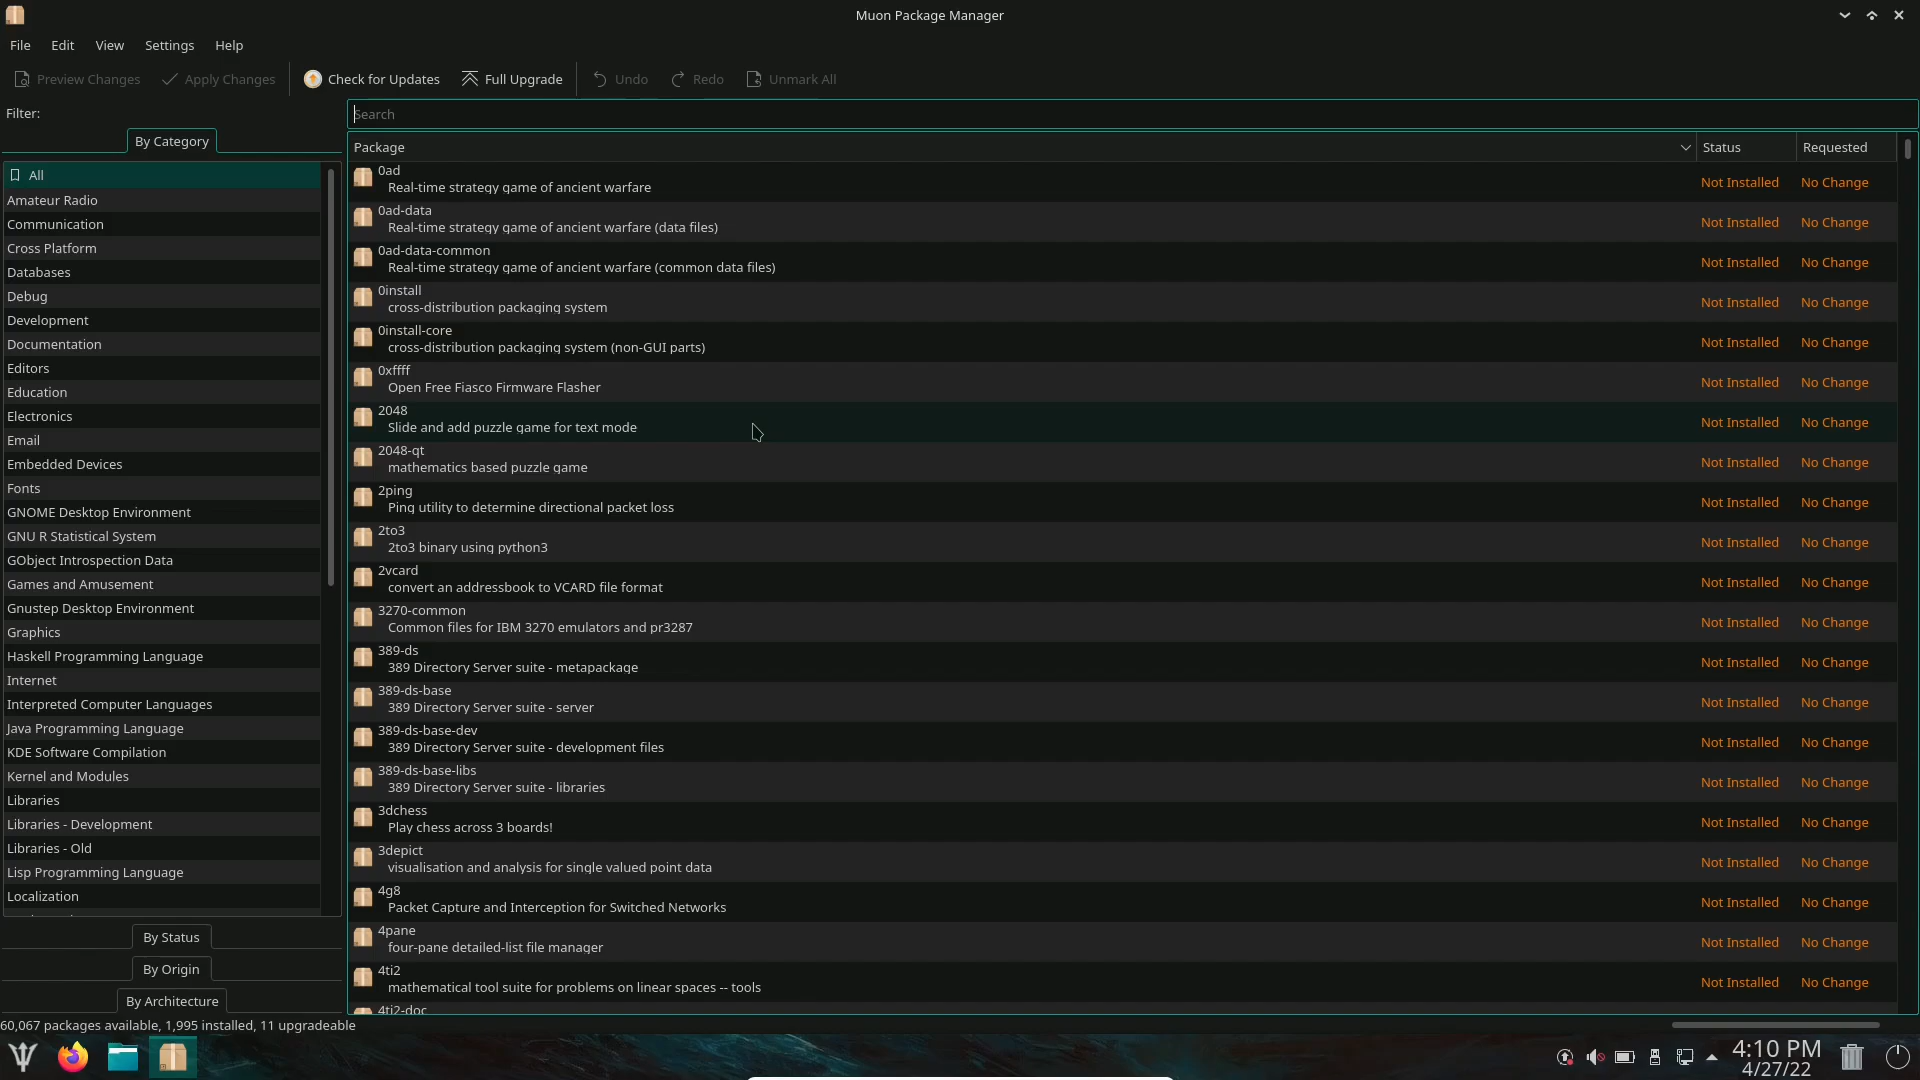 Muon Package Manager
File Edit View Settings Help
Preview Changes Apply Changes Check for Updates Full Upgrade Undo Redo Unmark All
Filter:
By Category
All
Amateur Radio
Communication
Cross Platform
Databases
Debug
Development
Documentation
Editors
Education
Electronics
Email
Embedded Devices
Fonts
GNOME Desktop Environment
GNU R Statistical System
GObject Introspection Data
Games and Amusement
Gnustep Desktop Environment
Graphics
Haskell Programming Language
Internet
Interpreted Computer Languages
Java Programming Language
KDE Software Compilation
Kernel and Modules
Libraries
Libraries - Development
Libraries - Old
Lisp Programming Language
Localization
By Status
By Origin
By Architecture
Search
Package Status Requested
0ad
Real-time strategy game of ancient warfare Not Installed No Change
0ad-data
Real-time strategy game of ancient warfare (data files) Not Installed No Change
0ad-data-common
Real-time strategy game of ancient warfare (common data files) Not Installed No Change
0install
cross-distribution packaging system Not Installed No Change
0install-core
cross-distribution packaging system (non-GUI parts) Not Installed No Change
0xffff
Open Free Fiasco Firmware Flasher Not Installed No Change
2048
Slide and add puzzle game for text mode Not Installed No Change
2048-qt
mathematics based puzzle game Not Installed No Change
2ping
Ping utility to determine directional packet loss Not Installed No Change
2to3
2to3 binary using python3 Not Installed No Change
2vcard
convert an addressbook to VCARD file format Not Installed No Change
3270-common
Common files for IBM 3270 emulators and pr3287 Not Installed No Change
389-ds
389 Directory Server suite - metapackage Not Installed No Change
389-ds-base
389 Directory Server suite - server Not Installed No Change
389-ds-base-dev
389 Directory Server suite - development files Not Installed No Change
389-ds-base-libs
389 Directory Server suite - libraries Not Installed No Change
3dchess
Play chess across 3 boards! Not Installed No Change
3depict
visualisation and analysis for single valued point data Not Installed No Change
4g8
Packet Capture and Interception for Switched Networks Not Installed No Change
4pane
four-pane detailed-list file manager Not Installed No Change
4ti2
mathematical tool suite for problems on linear spaces -- tools Not Installed No Change
4ti2-doc
60,067 packages available, 1,995 installed, 11 upgradeable
4:10 PM
4/27/22